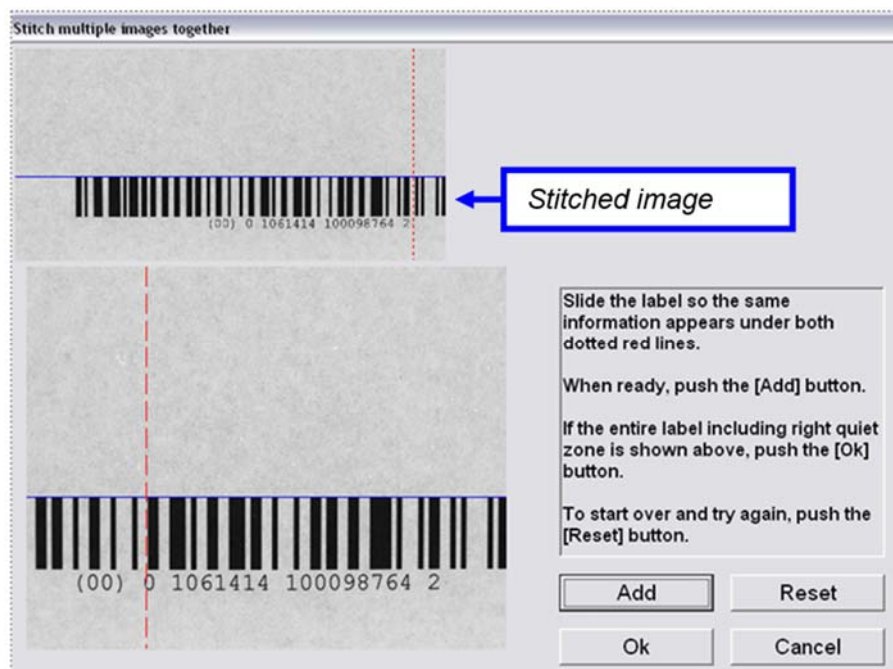 Stitch multiple images together
Stitched image
(00) 0 1061414 100098764 2
(00) 0 1061414 100098764 2
Slide the label so the same
information appears under both
dotted red lines.
When ready, push the [Add] button.
If the entire label including right quiet
zone is shown above, push the [Ok]
button.
To start over and try again, push the
[Reset] button.
Add Reset
Ok Cancel